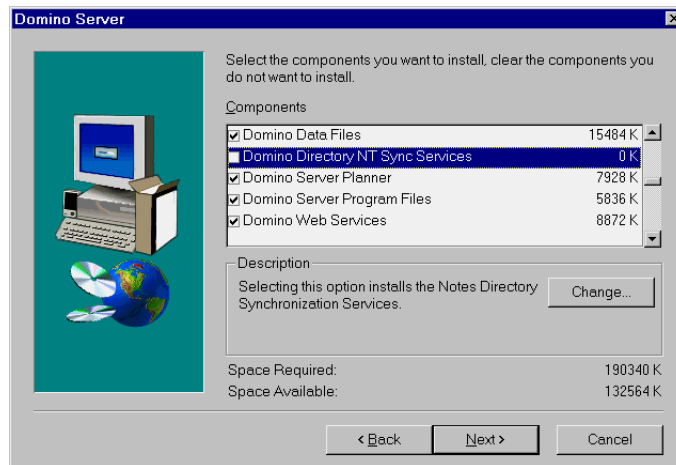 Domino Server
Select the components you want to install, clear the components you
do not want to install.
Components
Domino Data Files 15484 K
Domino Directory NT Sync Services 0 K
Domino Server Planner 7928 K
Domino Server Program Files 5836 K
Domino Web Services 8872 K
Description
Selecting this option installs the Notes Directory
Synchronization Services.
Change...
Space Required: 190340 K
Space Available: 132564 K
< Back Next > Cancel